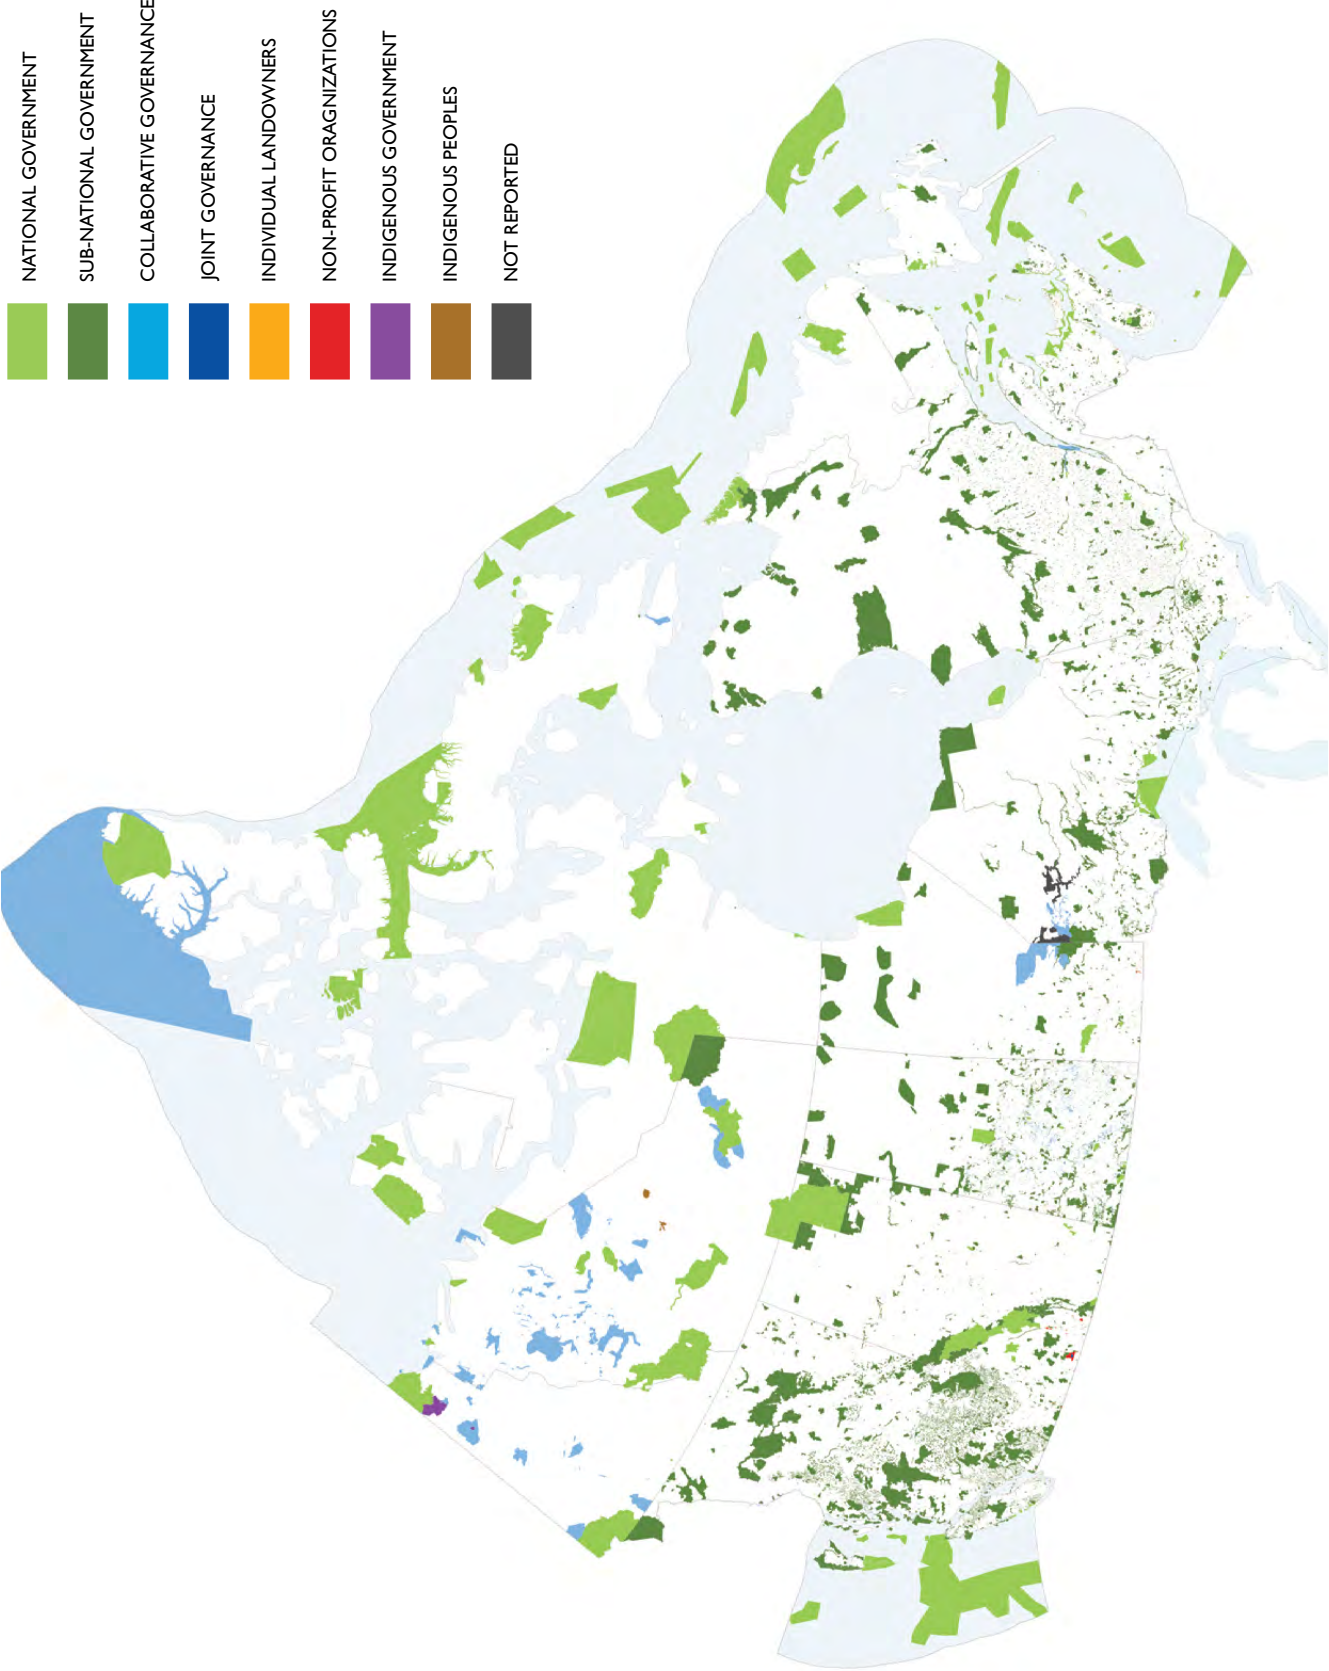 NATIONAL GOVERNMENT
SUB-NATIONAL GOVERNMENT
COLLABORATIVE GOVERNANCE
JOINT GOVERNANCE
INDIVIDUAL LANDOWNERS
NON-PROFIT ORAGNIZATIONS
INDIGENOUS GOVERNMENT
INDIGENOUS PEOPLES
NOT REPORTED